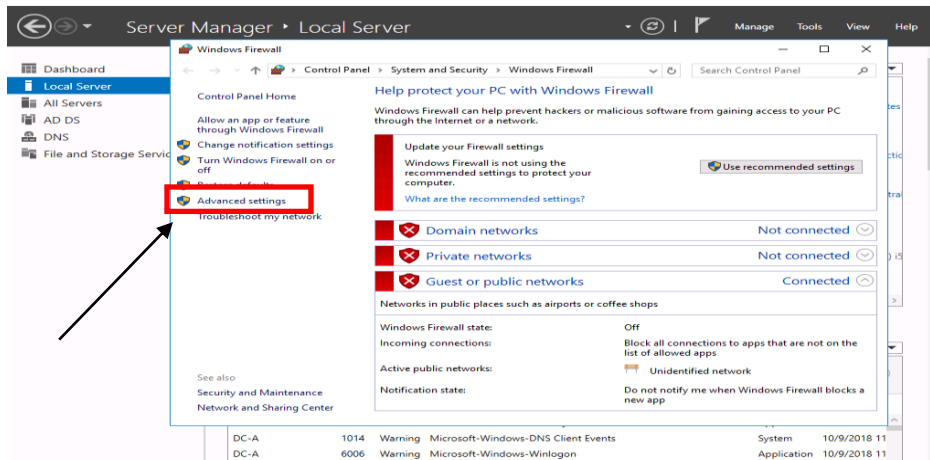 Server Manager ‣ Local Server
Manage Tools View Help
Dashboard
Local Server
All Servers
AD DS
DNS
File and Storage Servic
Windows Firewall
Control Panel > System and Security > Windows Firewall
Search Control Panel
Control Panel Home
Allow an app or feature
through Windows Firewall
Change notification settings
Turn Windows Firewall on or
off
Restore defaults
Advanced settings
Troubleshoot my network
See also
Security and Maintenance
Network and Sharing Center
Help protect your PC with Windows Firewall
Windows Firewall can help prevent hackers or malicious software from gaining access to your PC
through the Internet or a network.
Update your Firewall settings
Windows Firewall is not using the
recommended settings to protect your
computer.
What are the recommended settings?
Use recommended settings
Domain networks Not connected
Private networks Not connected
Guest or public networks Connected
Networks in public places such as airports or coffee shops
Windows Firewall state: Off
Incoming connections: Block all connections to apps that are not on the
list of allowed apps
Active public networks: Unidentified network
Notification state: Do not notify me when Windows Firewall blocks a
new app
DC-A 1014 Warning Microsoft-Windows-DNS Client Events System 10/9/2018 11
DC-A 6006 Warning Microsoft-Windows-Winlogon Application 10/9/2018 11